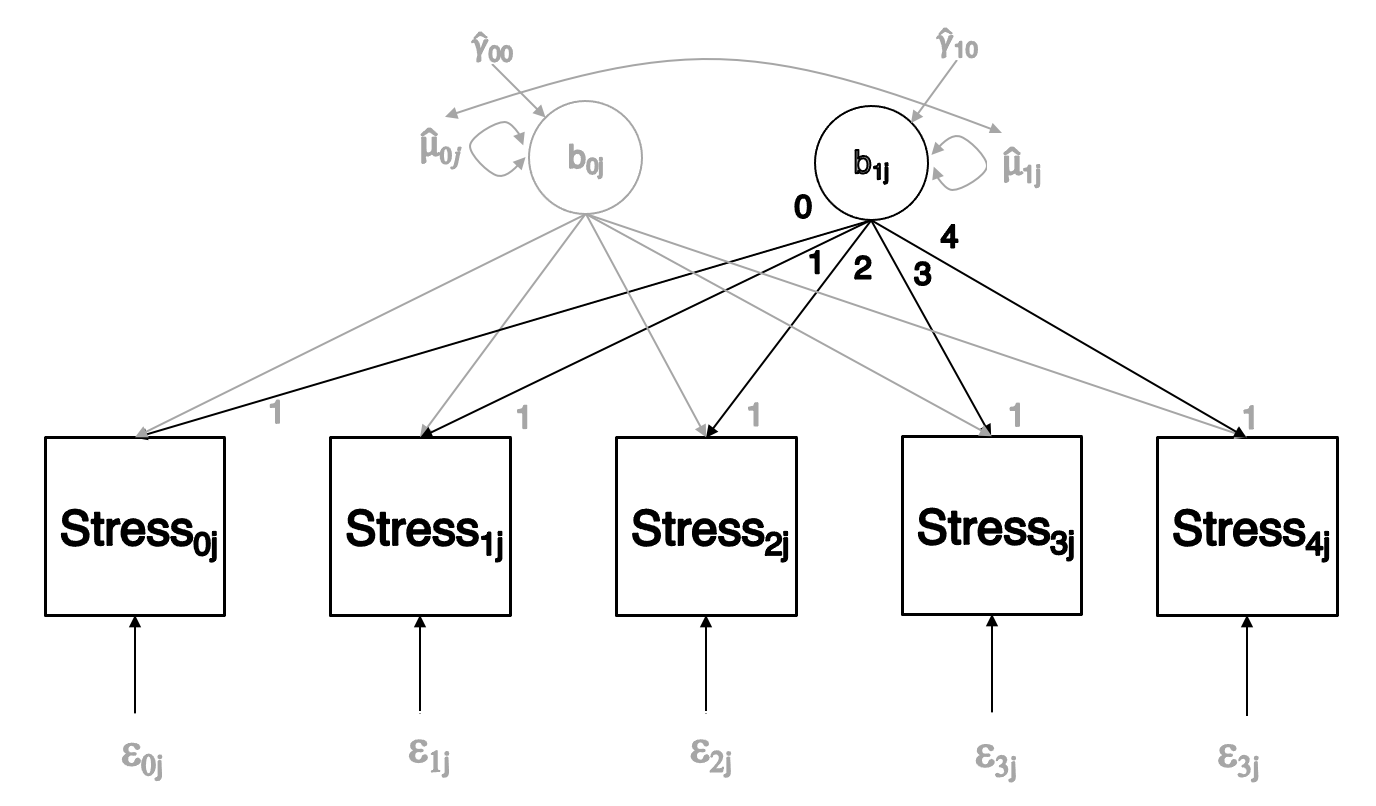 γ̂₀₀ γ̂₁₀
μ̂₀ⱼ b₀ⱼ b₁ⱼ μ̂₁ⱼ
0 4
1 2 3
1 1 1 1 1
Stress₀ⱼ Stress₁ⱼ Stress₂ⱼ Stress₃ⱼ Stress₄ⱼ
ε₀ⱼ ε₁ⱼ ε₂ⱼ ε₃ⱼ ε₃ⱼ